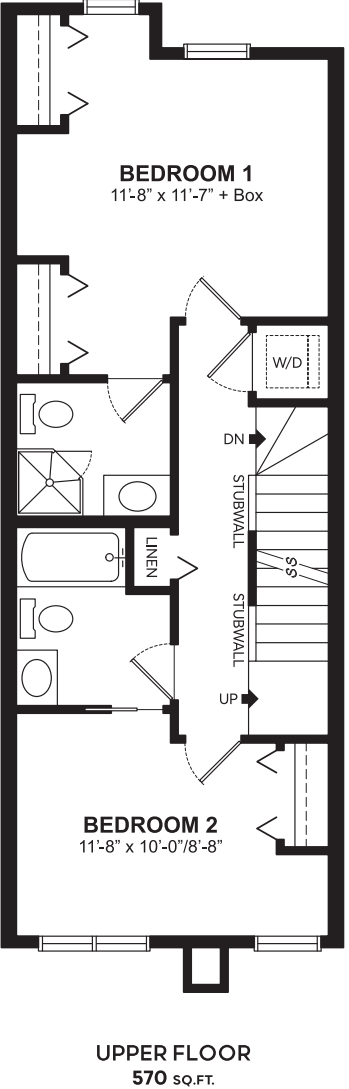 BEDROOM 1
11'-8" x 11'-7" + Box
W/D
DN
STUBWALL
SS
LINEN
STUBWALL
UP
BEDROOM 2
11'-8" x 10'-0"/8'-8"
UPPER FLOOR
570 SQ.FT.